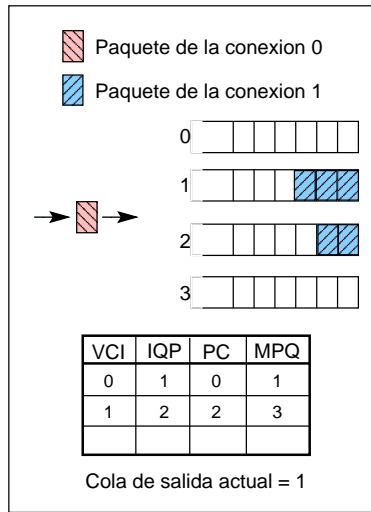 Paquete de la conexion 0
Paquete de la conexion 1
0
1
2
3
VCI IQP PC MPQ
0 1 0 1
1 2 2 3
Cola de salida actual = 1